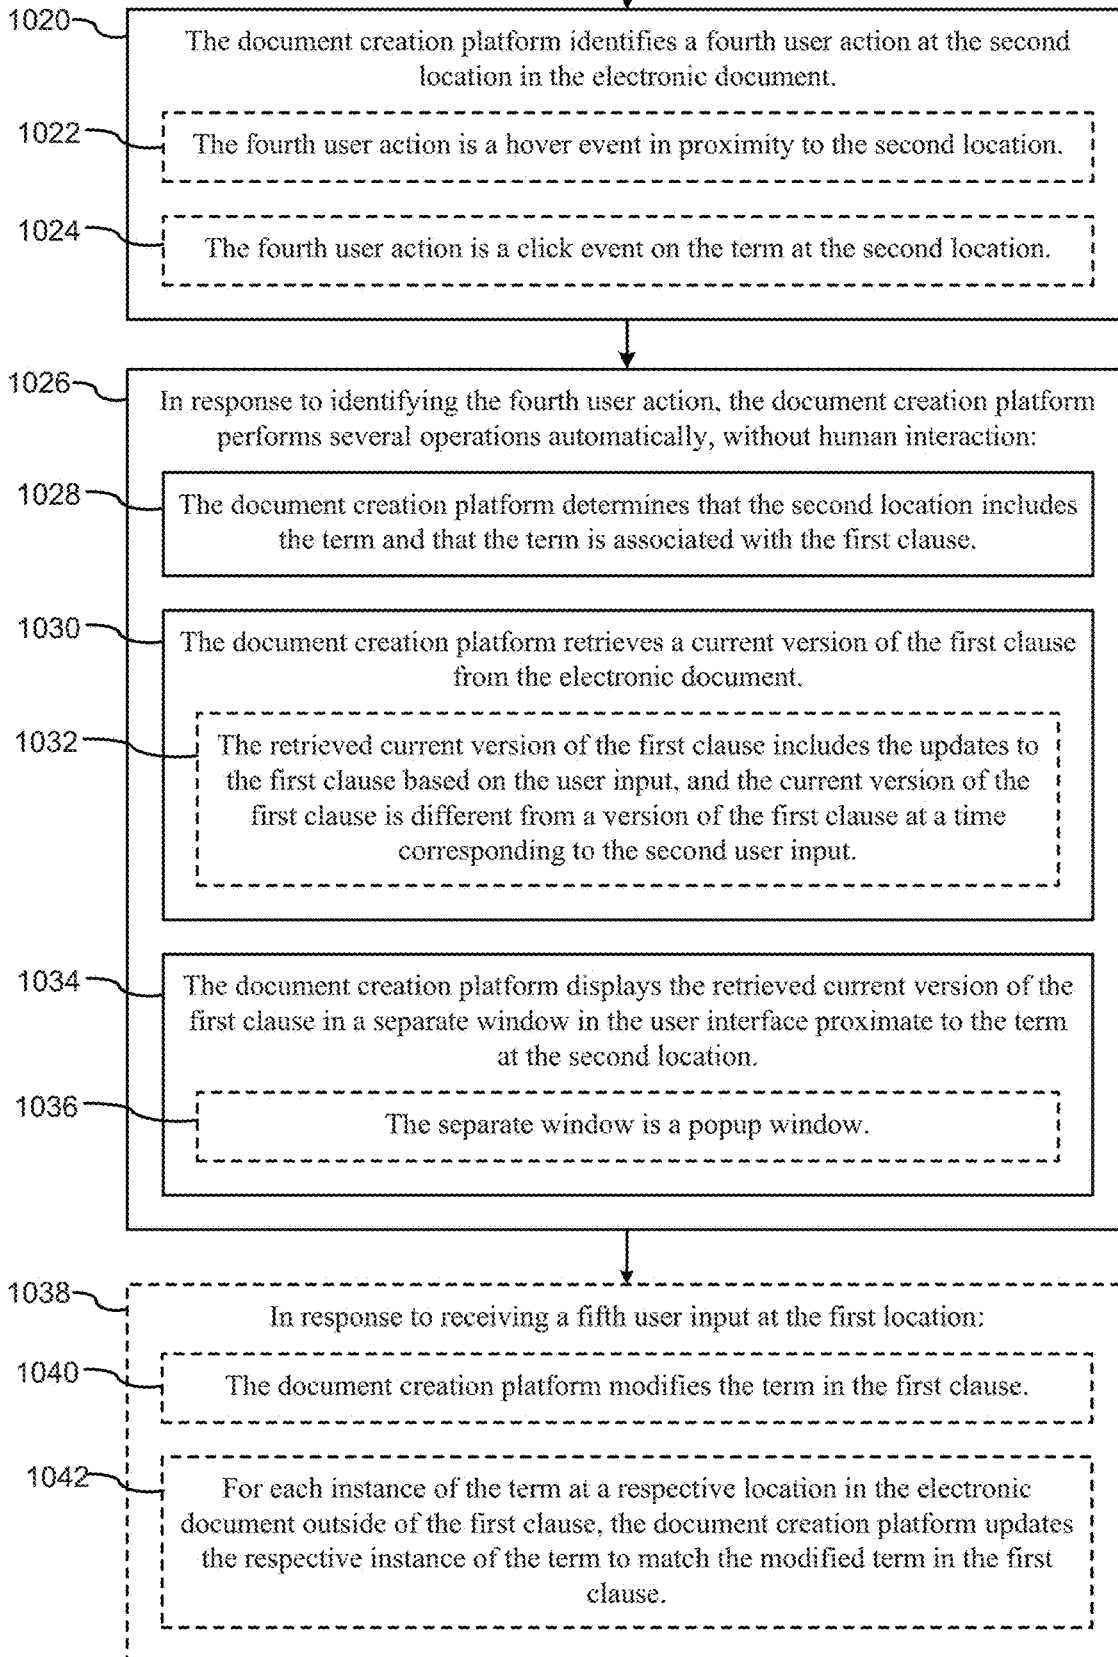 1020
The document creation platform identifies a fourth user action at the second
location in the electronic document.
1022
The fourth user action is a hover event in proximity to the second location.
1024
The fourth user action is a click event on the term at the second location.
1026
In response to identifying the fourth user action, the document creation platform
performs several operations automatically, without human interaction:
1028
The document creation platform determines that the second location includes
the term and that the term is associated with the first clause.
1030
The document creation platform retrieves a current version of the first clause
from the electronic document.
1032
The retrieved current version of the first clause includes the updates to
the first clause based on the user input, and the current version of the
first clause is different from a version of the first clause at a time
corresponding to the second user input.
1034
The document creation platform displays the retrieved current version of the
first clause in a separate window in the user interface proximate to the term
at the second location.
1036
The separate window is a popup window.
1038
In response to receiving a fifth user input at the first location:
1040
The document creation platform modifies the term in the first clause.
1042
For each instance of the term at a respective location in the electronic
document outside of the first clause, the document creation platform updates
the respective instance of the term to match the modified term in the first
clause.